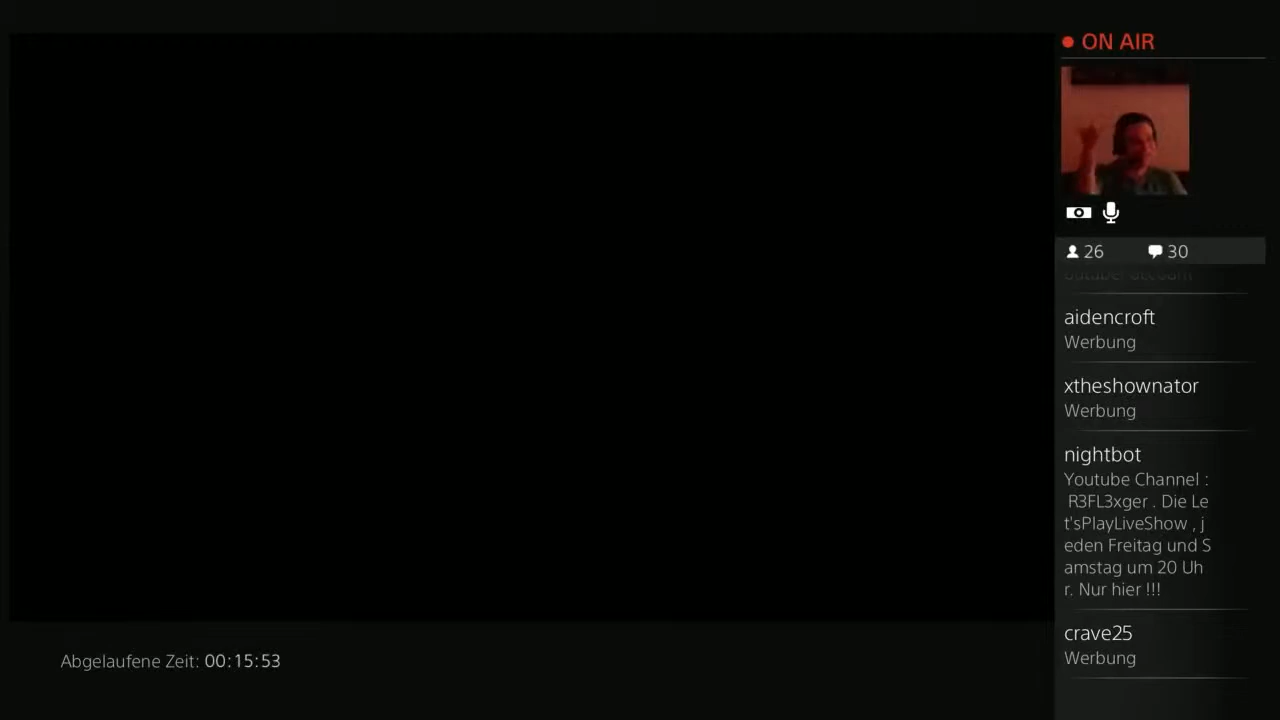 ON AIR
26 30
aidencroft
Werbung
xtheshownator
Werbung
nightbot
Youtube Channel :
R3FL3xger . Die Le
t'sPlayLiveShow , j
eden Freitag und S
amstag um 20 Uh
r. Nur hier !!!
crave25
Werbung
Abgelaufene Zeit: 00:15:53